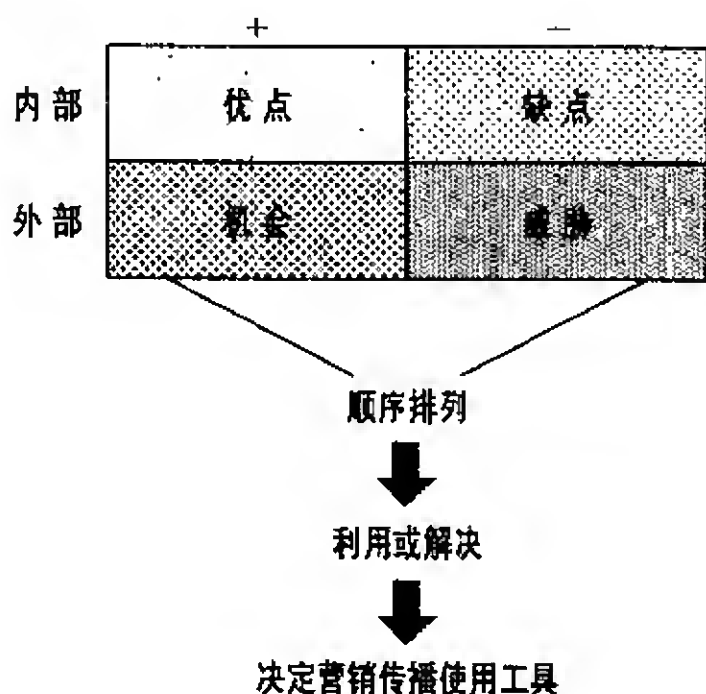 + −
内部 优点 缺点
外部 机会 威胁
顺序排列
利用或解决
决定营销传播使用工具